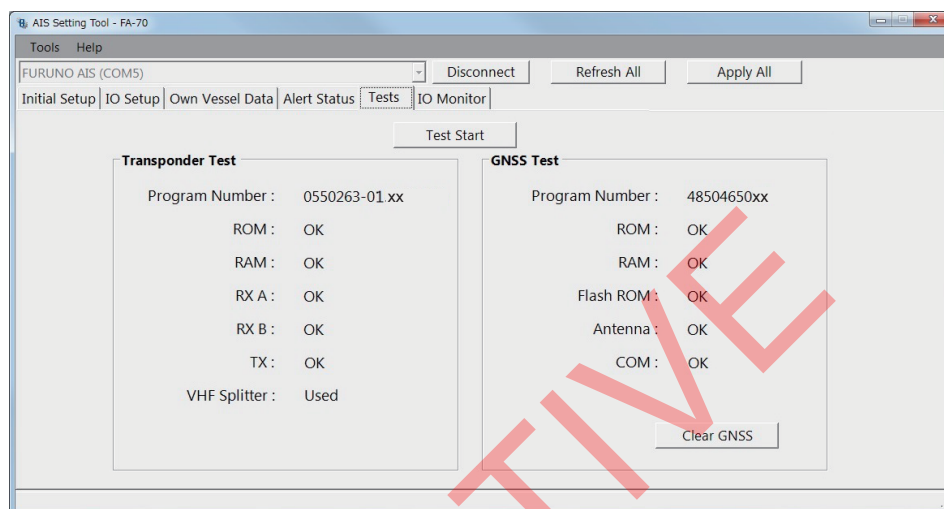 AIS Setting Tool - FA-70
Tools Help
FURUNO AIS (COM5) Disconnect Refresh All Apply All
Initial Setup IO Setup Own Vessel Data Alert Status Tests IO Monitor
Test Start
Transponder Test
Program Number : 0550263-01.xx
ROM : OK
RAM : OK
RX A : OK
RX B : OK
TX : OK
VHF Splitter : Used
GNSS Test
Program Number : 48504650xx
ROM : OK
RAM : OK
Flash ROM : OK
Antenna : OK
COM : OK
Clear GNSS
TIVE